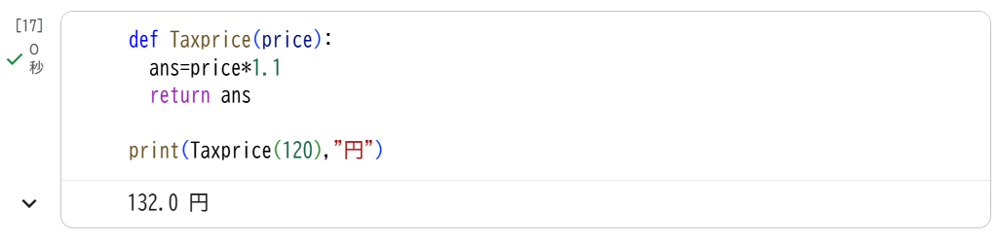 [17]
0
秒
def Taxprice(price):
  ans=price*1.1
  return ans

print(Taxprice(120),"円")
132.0 円